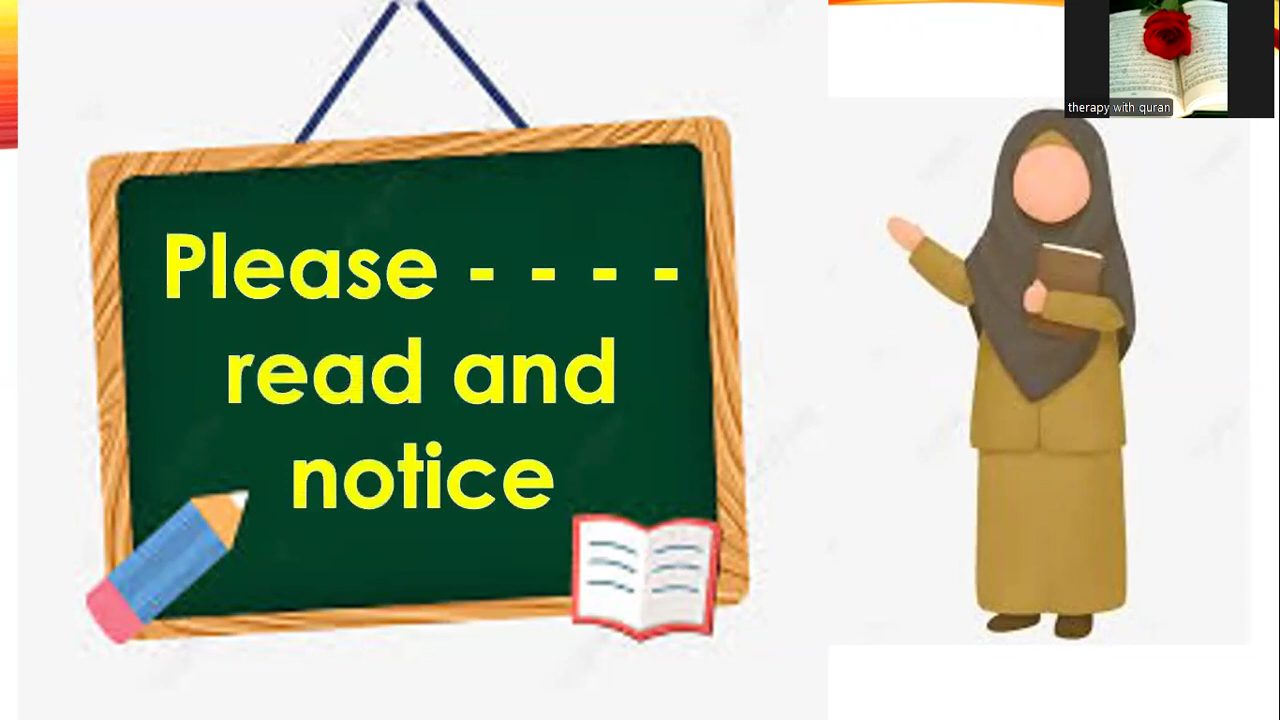 therapy with quran
Please - - - -
read and
notice